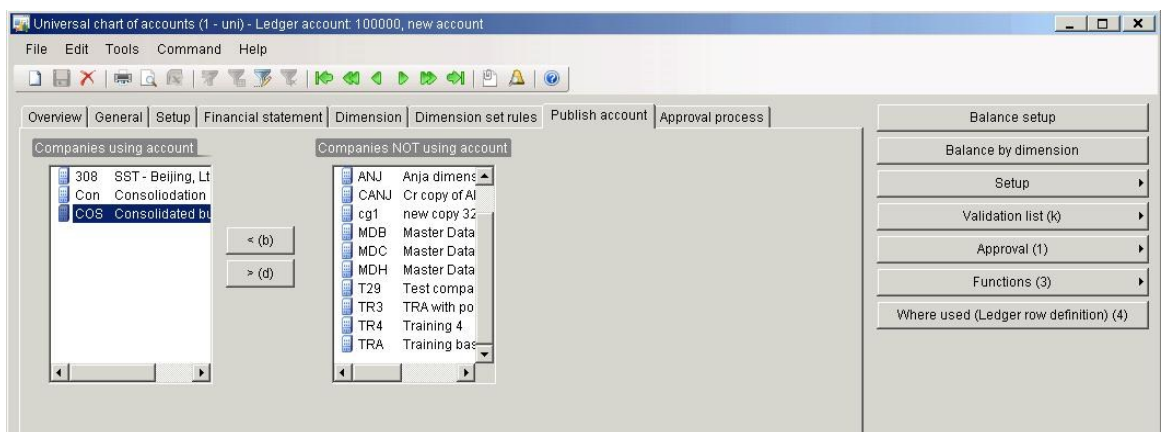 Universal chart of accounts (1 - uni) - Ledger account: 100000, new account
File Edit Tools Command Help
Overview General Setup Financial statement Dimension Dimension set rules Publish account Approval process
Companies using account
308 SST - Beijing, Lt
Con Consoliodation
COS Consolidated bu
< (b)
> (d)
Companies NOT using account
ANJ Anja dimens
CANJ Cr copy of Al
cg1 new copy 32
MDB Master Data
MDC Master Data
MDH Master Data
T29 Test compa
TR3 TRA with po
TR4 Training 4
TRA Training bas
Balance setup
Balance by dimension
Setup
Validation list (k)
Approval (1)
Functions (3)
Where used (Ledger row definition) (4)